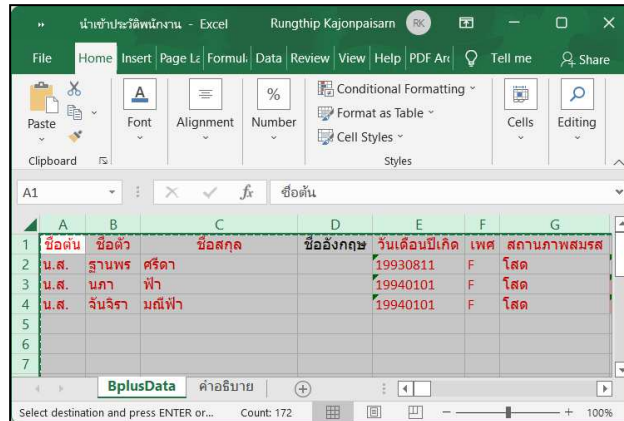 นำเข้าประวัติพนักงาน - Excel Rungthip Kajonpaisarn RK
File Home Insert Page La Formul Data Review View Help PDF Arc Tell me Share
Paste Font Alignment Number Conditional Formatting Format as Table Cell Styles Cells Editing
Clipboard Styles
A1 fx ชื่อต้น
A B C D E F G
1 ชื่อต้น ชื่อตัว ชื่อสกุล ชื่ออังกฤษ วันเดือนปีเกิด เพศ สถานภาพสมรส
2 น.ส. ฐานพร ศรีดา 19930811 F โสด
3 น.ส. นภา ฟ้า 19940101 F โสด
4 น.ส. จันจิรา มณีฟ้า 19940101 F โสด
5
6
7
BplusData คำอธิบาย
Select destination and press ENTER or... Count: 172 100%